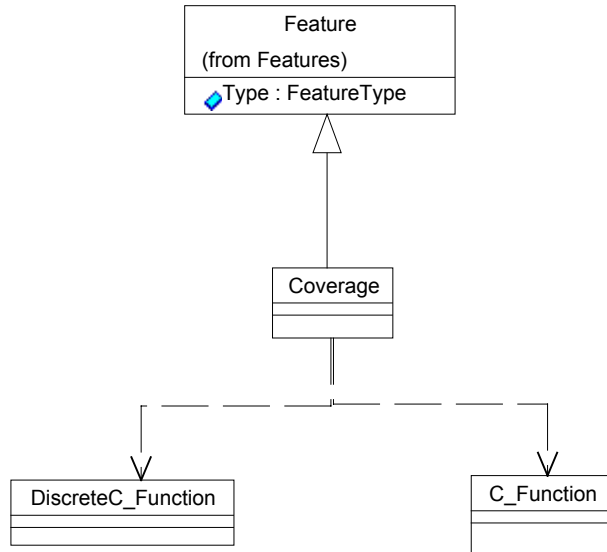 Feature
(from Features)
Type : FeatureType
Coverage
DiscreteC_Function
C_Function